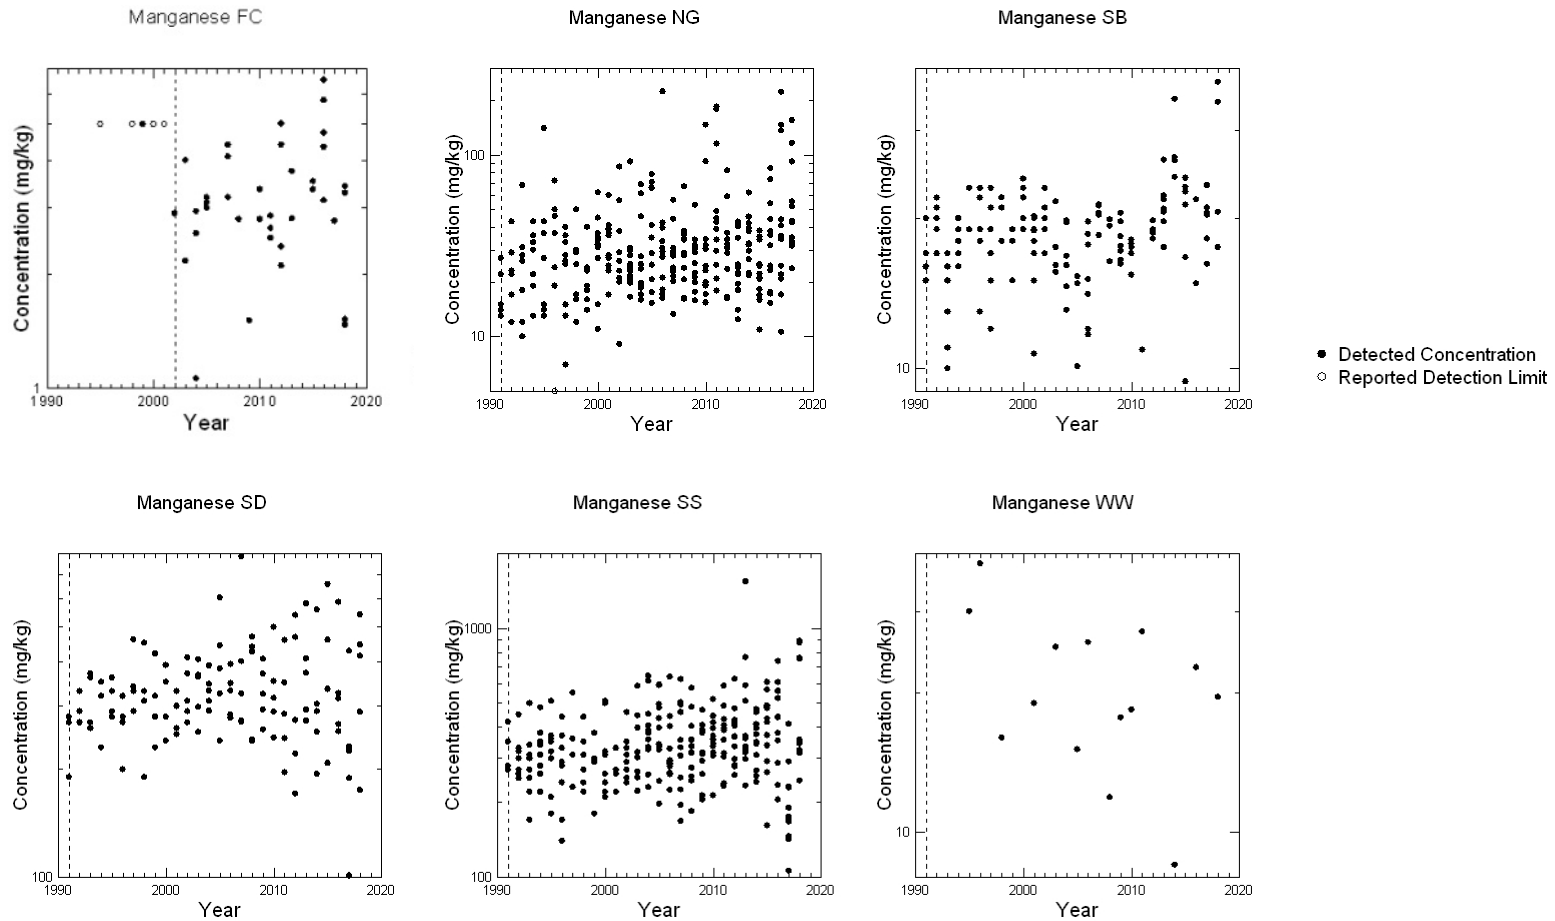 Manganese FC
Concentration (mg/kg)
1
1990 2000 2010 2020
Year
Manganese NG
Concentration (mg/kg)
100
10
1990 2000 2010 2020
Year
Manganese SB
Concentration (mg/kg)
10
1990 2000 2010 2020
Year
Detected Concentration
Reported Detection Limit
Manganese SD
Concentration (mg/kg)
100
1990 2000 2010 2020
Year
Manganese SS
Concentration (mg/kg)
1000
100
1990 2000 2010 2020
Year
Manganese WW
Concentration (mg/kg)
10
1990 2000 2010 2020
Year